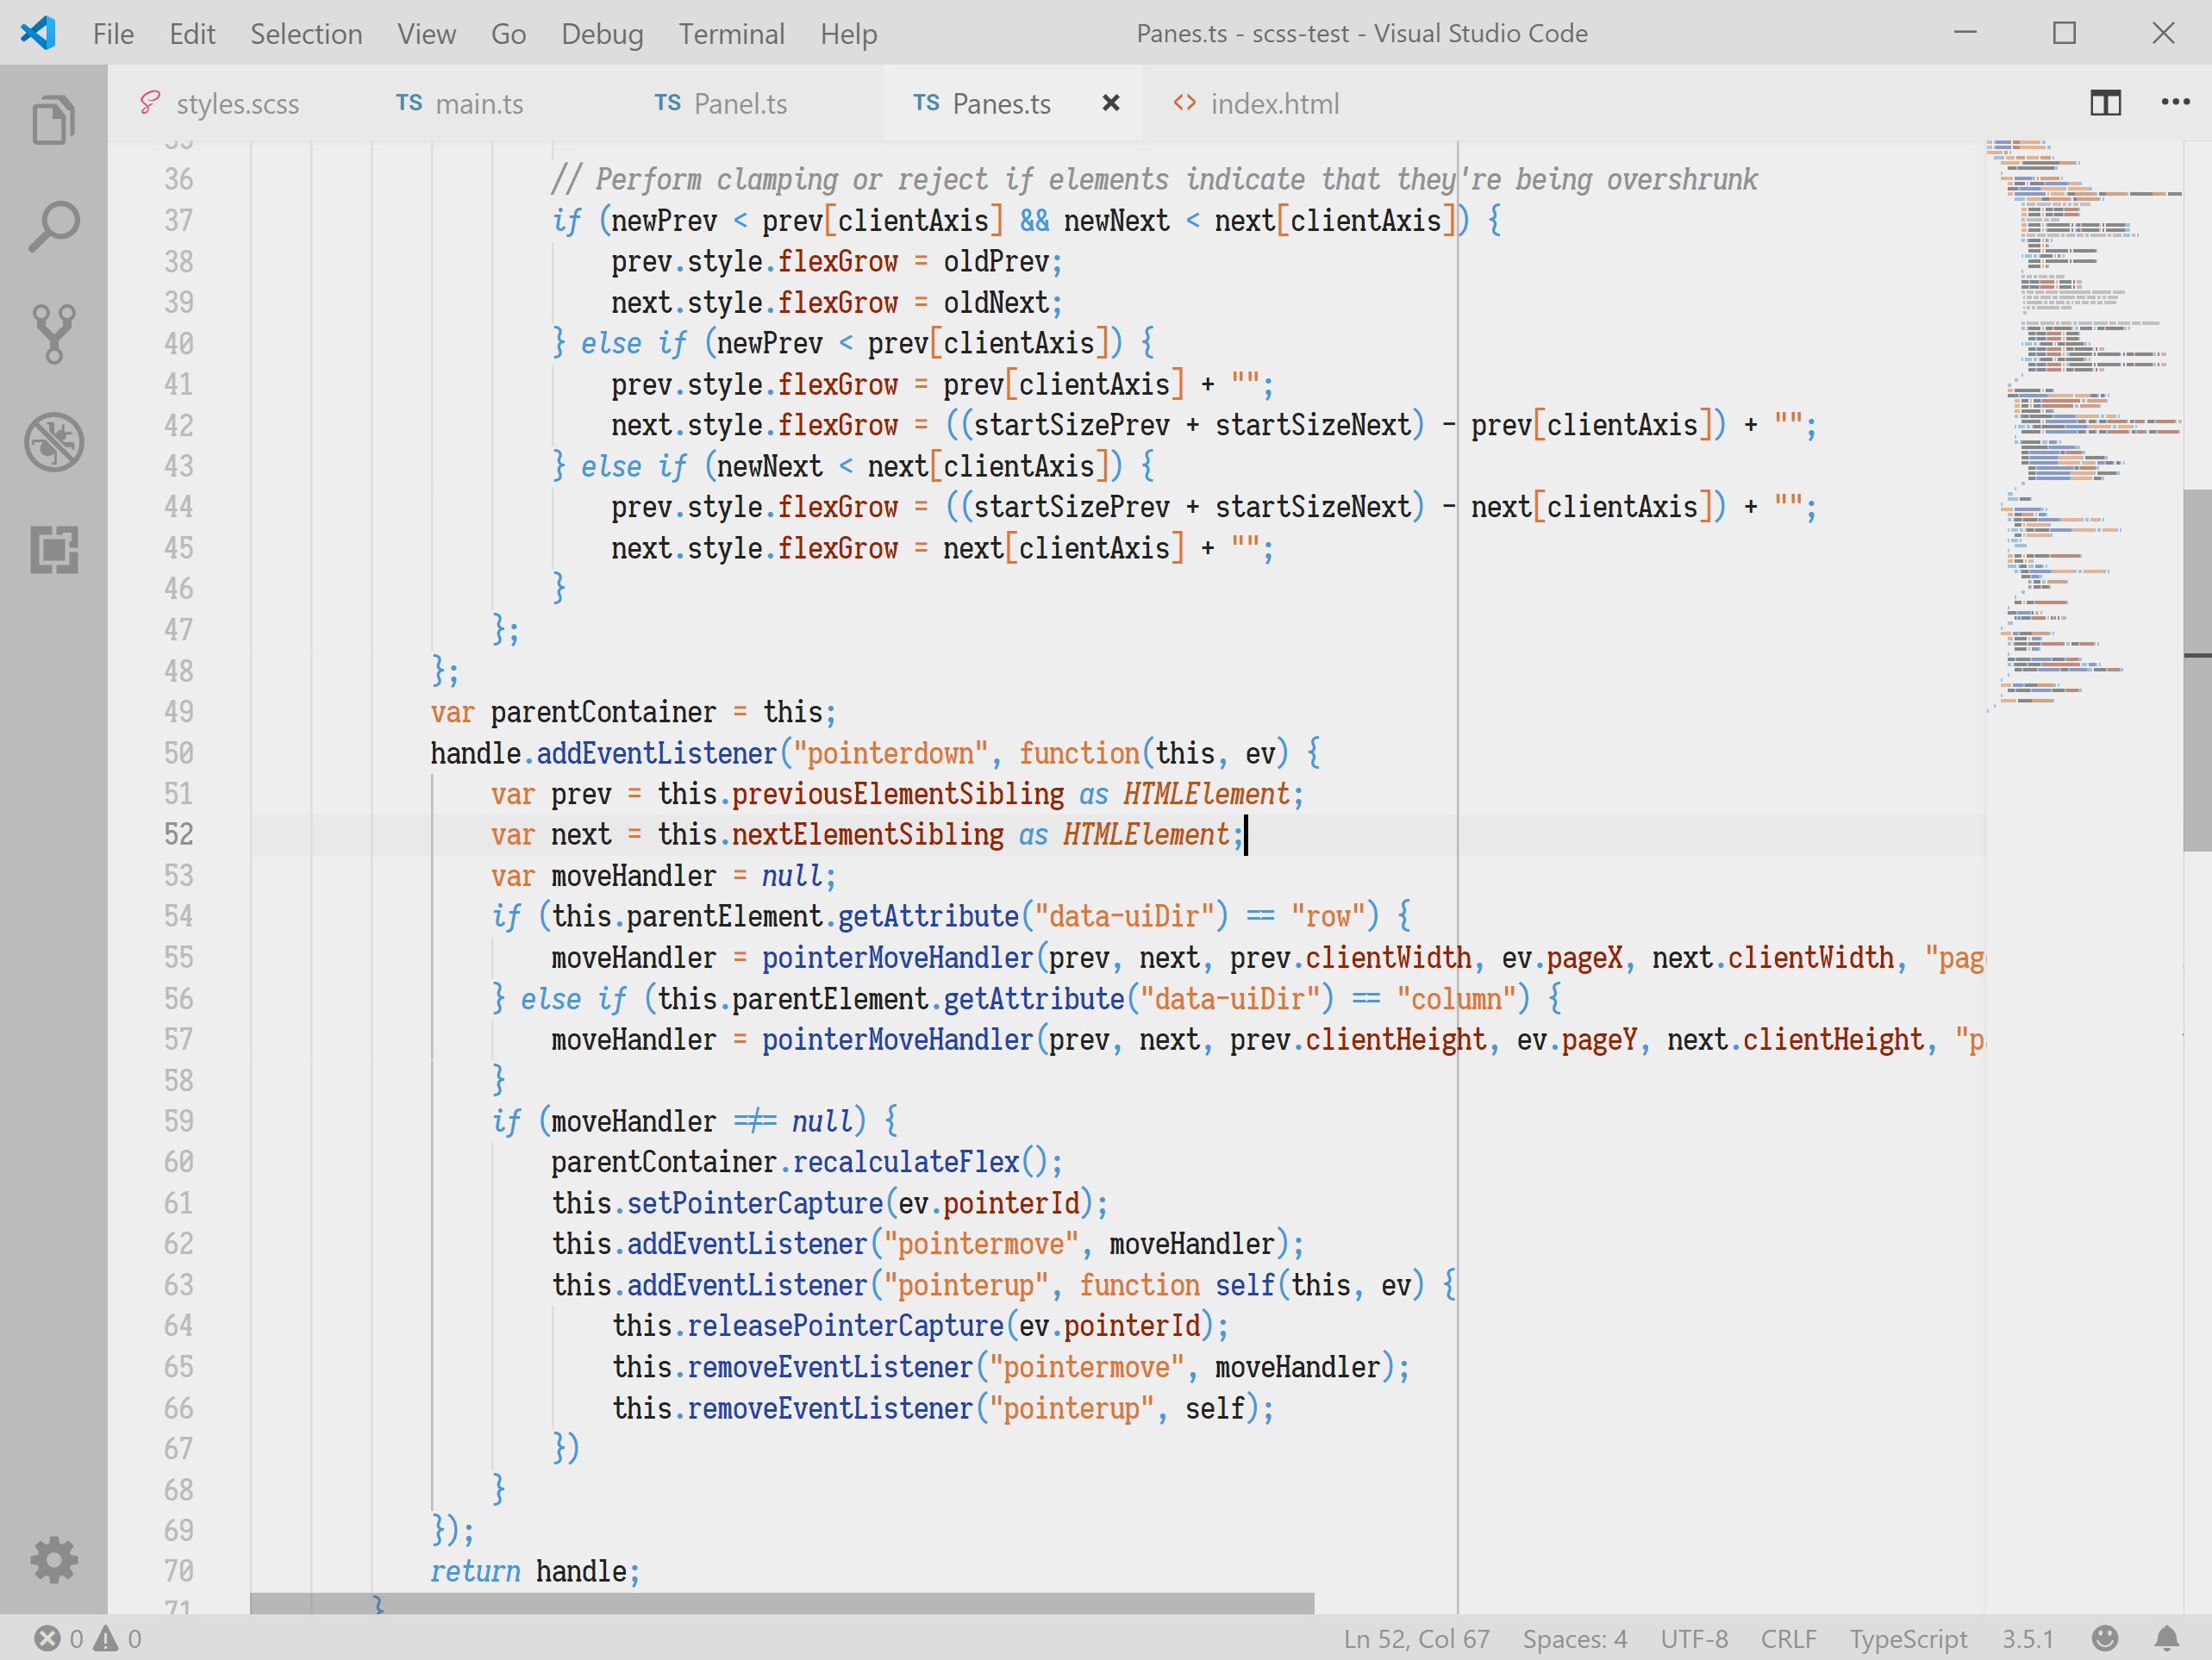 File Edit Selection View Go Debug Terminal Help Panes.ts - scss-test - Visual Studio Code
styles.scss TS main.ts TS Panel.ts TS Panes.ts index.html
35
36 // Perform clamping or reject if elements indicate that they're being overshrunk
37 if (newPrev < prev[clientAxis] && newNext < next[clientAxis]) {
38 prev.style.flexGrow = oldPrev;
39 next.style.flexGrow = oldNext;
40 } else if (newPrev < prev[clientAxis]) {
41 prev.style.flexGrow = prev[clientAxis] + "";
42 next.style.flexGrow = ((startSizePrev + startSizeNext) - prev[clientAxis]) + "";
43 } else if (newNext < next[clientAxis]) {
44 prev.style.flexGrow = ((startSizePrev + startSizeNext) - next[clientAxis]) + "";
45 next.style.flexGrow = next[clientAxis] + "";
46 }
47 };
48 };
49 var parentContainer = this;
50 handle.addEventListener("pointerdown", function(this, ev) {
51 var prev = this.previousElementSibling as HTMLElement;
52 var next = this.nextElementSibling as HTMLElement;
53 var moveHandler = null;
54 if (this.parentElement.getAttribute("data-uiDir") == "row") {
55 moveHandler = pointerMoveHandler(prev, next, prev.clientWidth, ev.pageX, next.clientWidth, "pag
56 } else if (this.parentElement.getAttribute("data-uiDir") == "column") {
57 moveHandler = pointerMoveHandler(prev, next, prev.clientHeight, ev.pageY, next.clientHeight, "pa
58 }
59 if (moveHandler !== null) {
60 parentContainer.recalculateFlex();
61 this.setPointerCapture(ev.pointerId);
62 this.addEventListener("pointermove", moveHandler);
63 this.addEventListener("pointerup", function self(this, ev) {
64 this.releasePointerCapture(ev.pointerId);
65 this.removeEventListener("pointermove", moveHandler);
66 this.removeEventListener("pointerup", self);
67 })
68 }
69 });
70 return handle;
71 }
0 0 Ln 52, Col 67 Spaces: 4 UTF-8 CRLF TypeScript 3.5.1